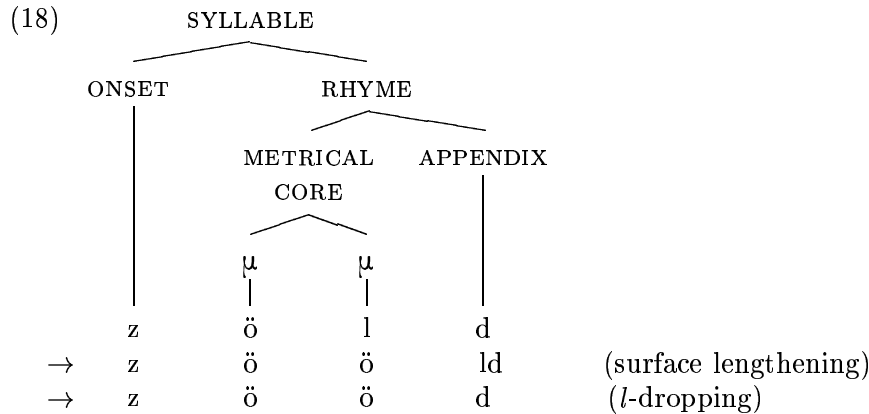 (18) SYLLABLE
ONSET RHYME
METRICAL APPENDIX
CORE
μ μ
z ö l d
→ z ö ö ld (surface lengthening)
→ z ö ö d (l-dropping)